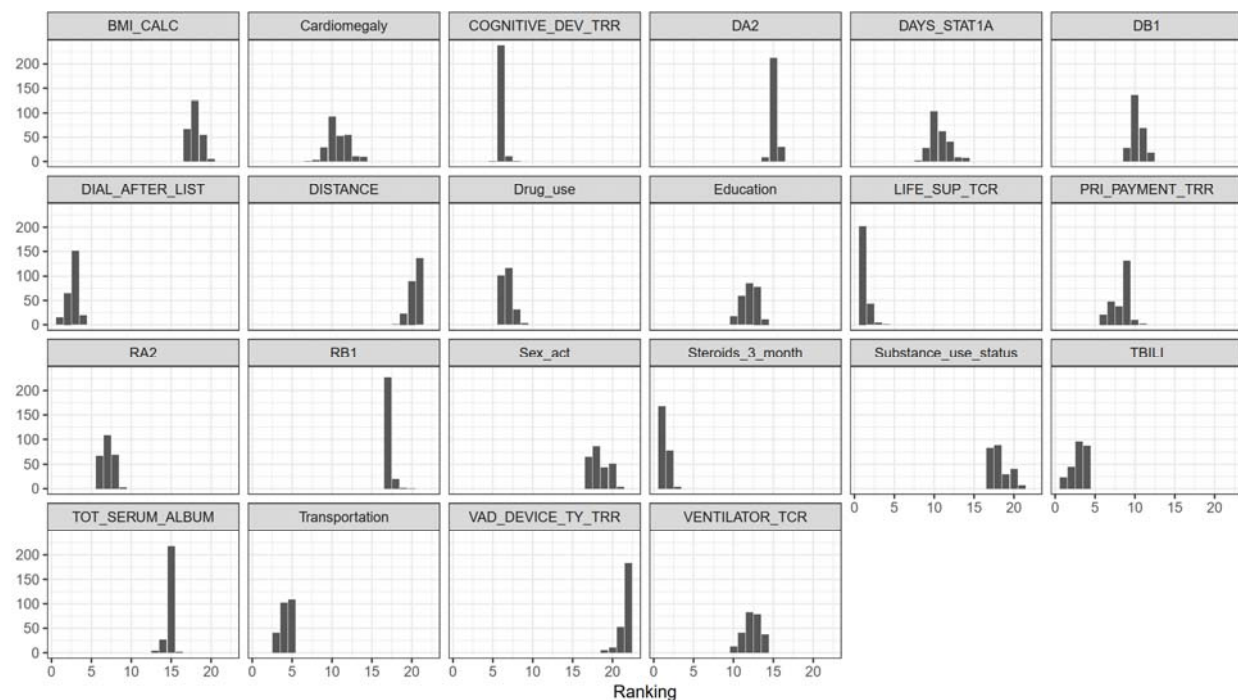 BMI_CALC Cardiomegaly COGNITIVE_DEV_TRR DA2 DAYS_STAT1A DB1
200
150
100
50
0
DIAL_AFTER_LIST DISTANCE Drug_use Education LIFE_SUP_TCR PRI_PAYMENT_TRR
200
150
100
50
0
RA2 RB1 Sex_act Steroids_3_month Substance_use_status TBILI
200
150
100
50
0
0 5 10 15 20 0 5 10 15 20
TOT_SERUM_ALBUM Transportation VAD_DEVICE_TY_TRR VENTILATOR_TCR
200
150
100
50
0
0 5 10 15 20 0 5 10 15 20 0 5 10 15 20 0 5 10 15 20
Ranking